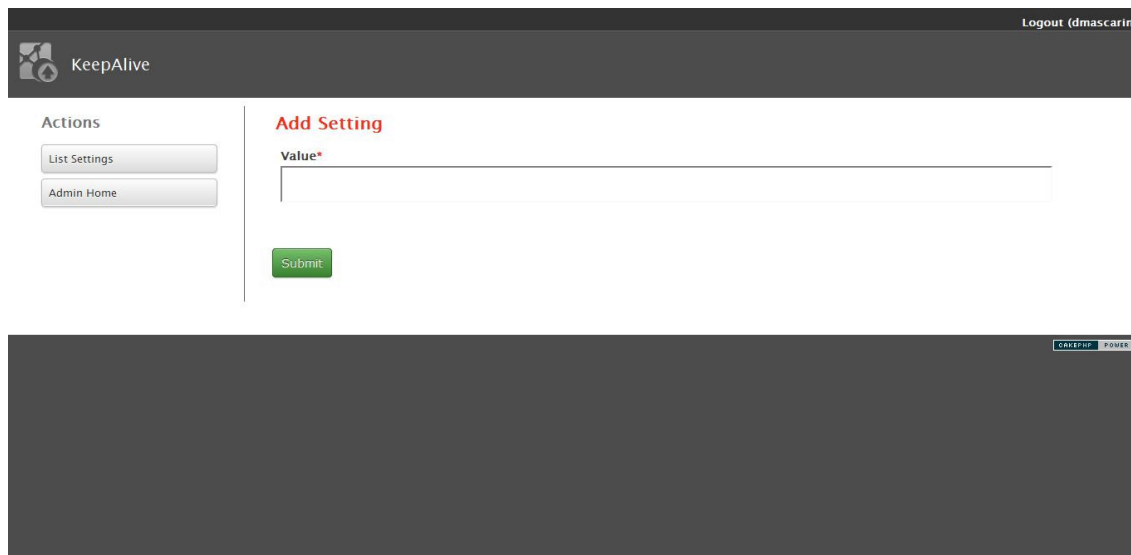 Logout (dmascarin
KeepAlive
Actions
List Settings
Admin Home
Add Setting
Value*
Submit
CAKEPHP POWER